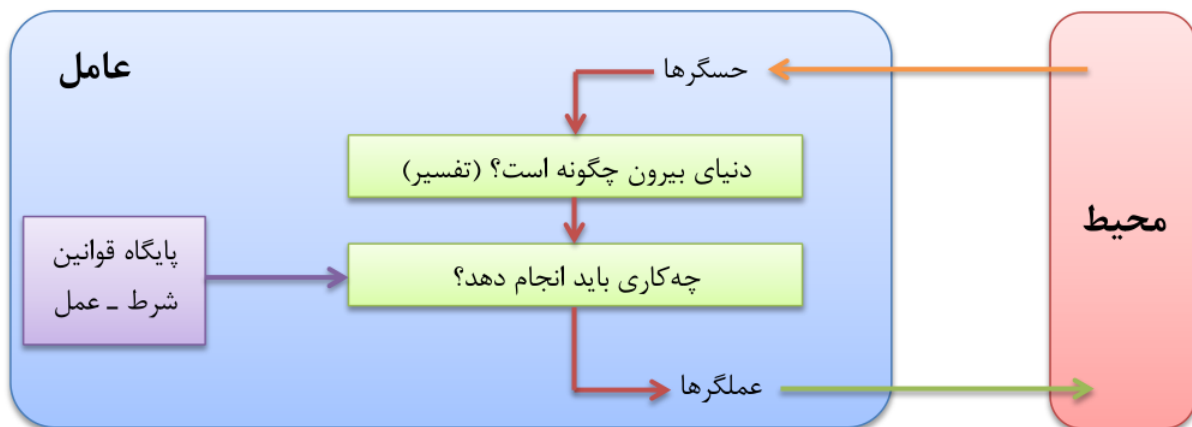 عامل
حسگرها
دنیای بیرون چگونه است؟ (تفسیر)
محیط
پایگاه قوانین
شرط ـ عمل
چه‌کاری باید انجام دهد؟
عملگرها